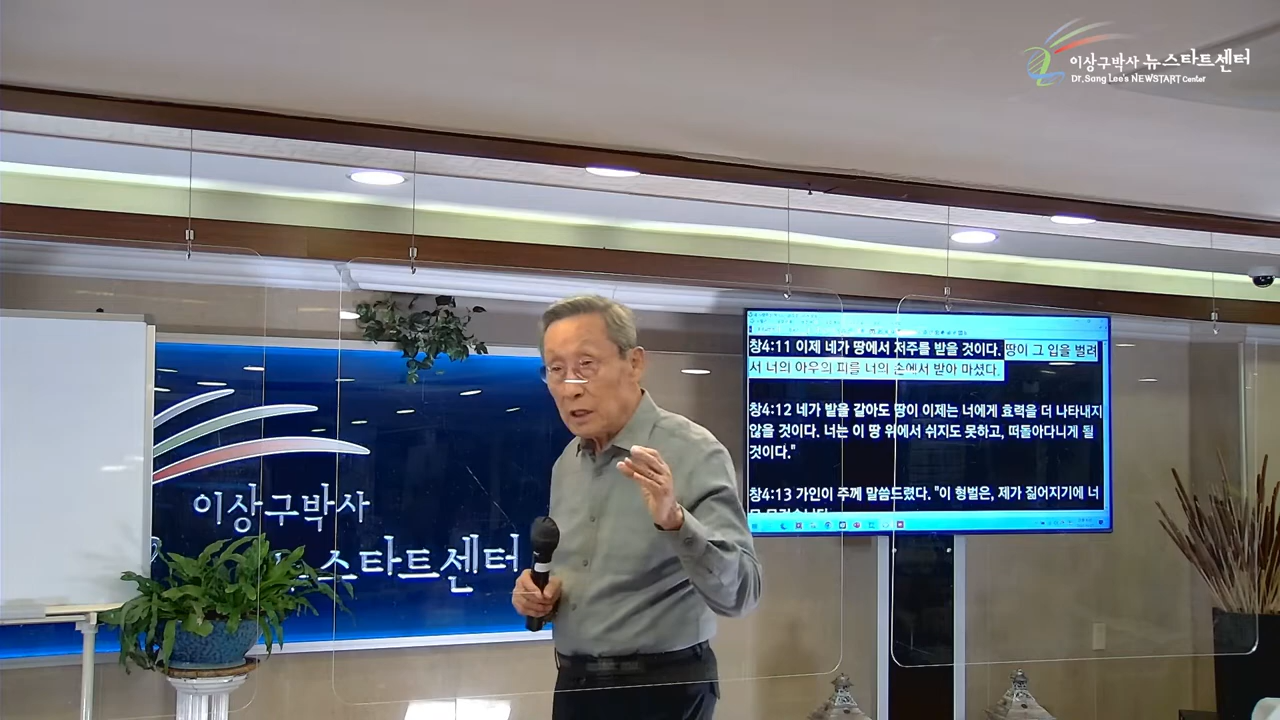 이상구박사 뉴스타트센터
Dr. Sang Lee's NEWSTART Center
창4:11 이제 네가 땅에서 저주를 받을 것이다. 땅이 그 입을 벌려
서 너의 아우의 피를 너의 손에서 받아 마셨다.
창4:12 네가 밭을 갈아도 땅이 이제는 너에게 효력을 더 나타내지
않을 것이다. 너는 이 땅 위에서 쉬지도 못하고, 떠돌아다니게 될
것이다."
창4:13 가인이 주께 말씀드렸다. "이 형벌은, 제가 짊어지기에 너
이상구박사
스타트센터